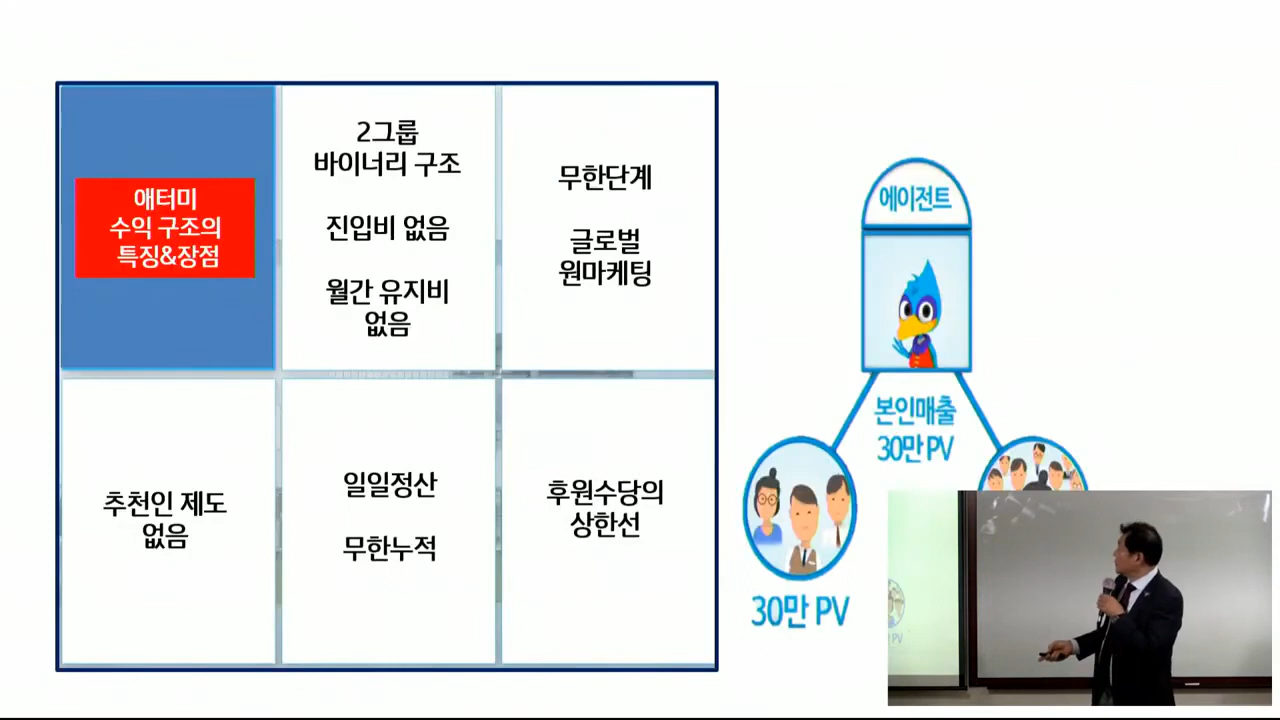 애터미
수익 구조의
특징&장점
2그룹
바이너리 구조
진입비 없음
월간 유지비
없음
무한단계
글로벌
원마케팅
추천인 제도
없음
일일정산
무한누적
후원수당의
상한선
에이전트
본인매출
30만 PV
30만 PV
PV